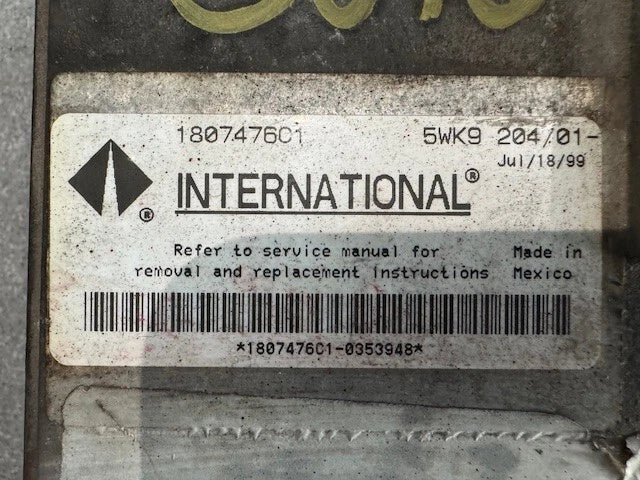 1807476C1 5WK9 204/01-
Jul/18/99
INTERNATIONAL®
®
Refer to service manual for Made in
removal and replacement instructions Mexico
*1807476C1-0353948*